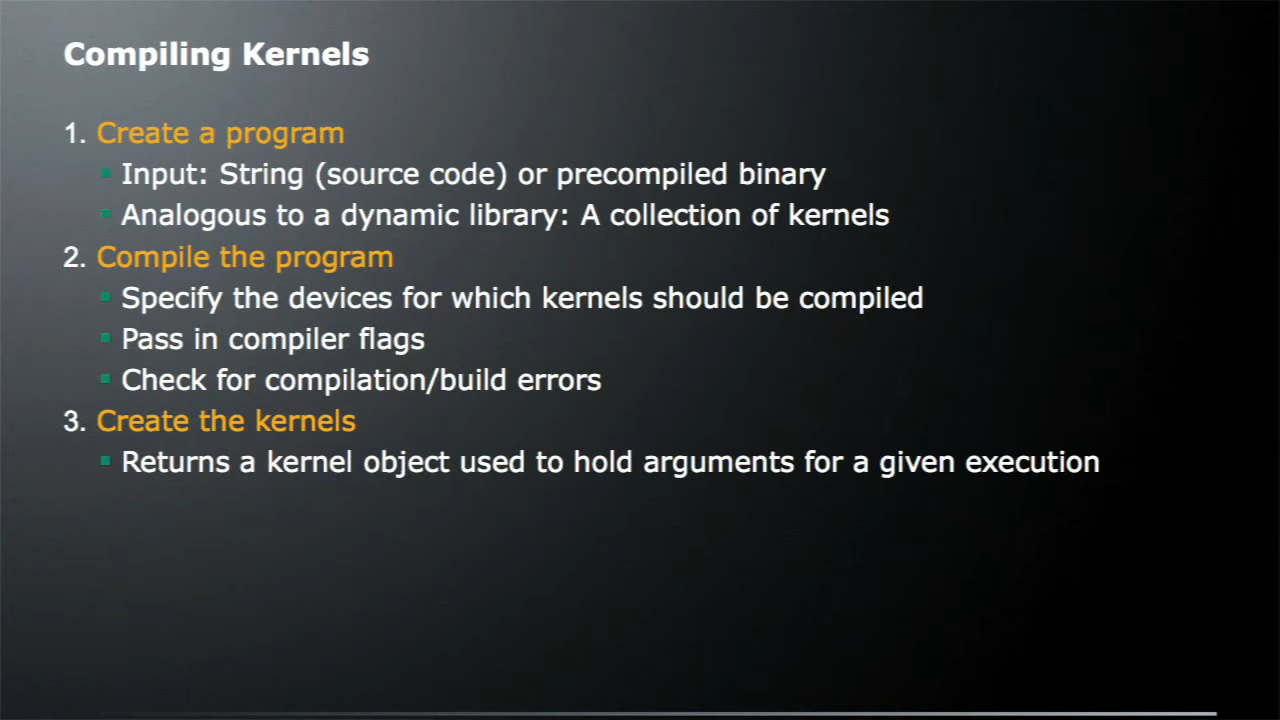 Compiling Kernels
1. Create a program
Input: String (source code) or precompiled binary
Analogous to a dynamic library: A collection of kernels
2. Compile the program
Specify the devices for which kernels should be compiled
Pass in compiler flags
Check for compilation/build errors
3. Create the kernels
Returns a kernel object used to hold arguments for a given execution